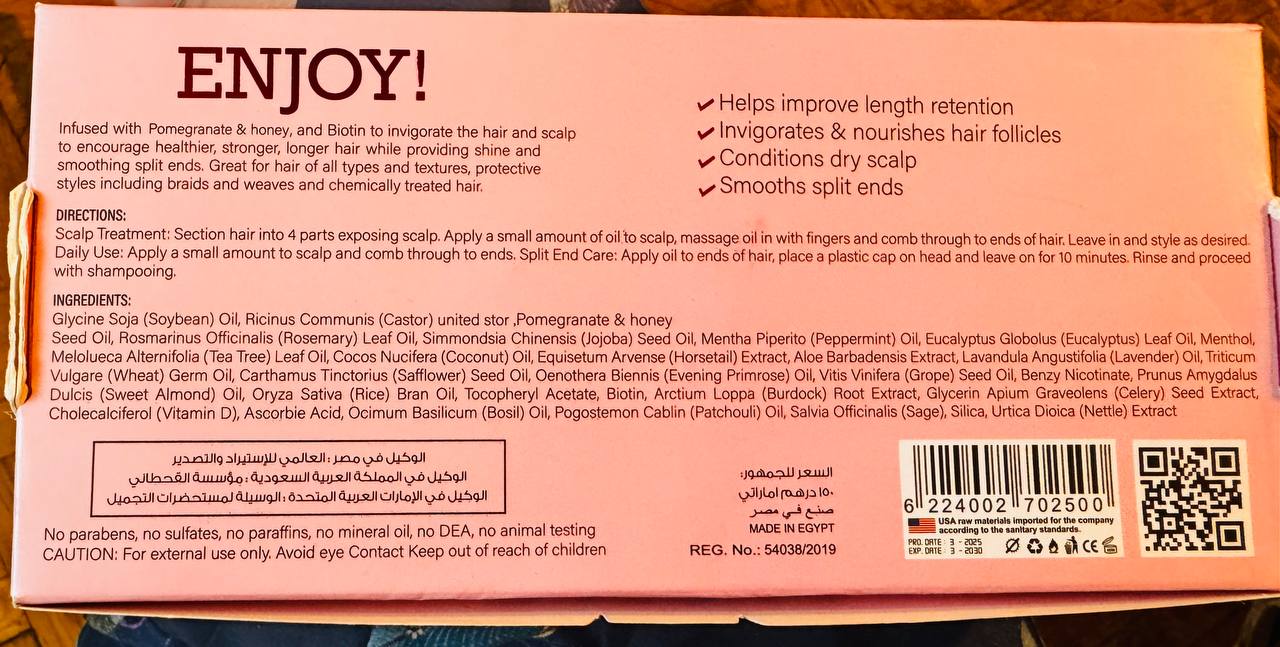 ENJOY!
Infused with Pomegranate & honey, and Biotin to invigorate the hair and scalp
to encourage healthier, stronger, longer hair while providing shine and
smoothing split ends. Great for hair of all types and textures, protective
styles including braids and weaves and chemically treated hair.
✓ Helps improve length retention
✓ Invigorates & nourishes hair follicles
✓ Conditions dry scalp
✓ Smooths split ends
DIRECTIONS:
Scalp Treatment: Section hair into 4 parts exposing scalp. Apply a small amount of oil to scalp, massage oil in with fingers and comb through to ends of hair. Leave in and style as desired.
Daily Use: Apply a small amount to scalp and comb through to ends. Split End Care: Apply oil to ends of hair, place a plastic cap on head and leave on for 10 minutes. Rinse and proceed
with shampooing.
INGREDIENTS:
Glycine Soja (Soybean) Oil, Ricinus Communis (Castor) united stor ,Pomegranate & honey
Seed Oil, Rosmarinus Officinalis (Rosemary) Leaf Oil, Simmondsia Chinensis (Jojoba) Seed Oil, Mentha Piperito (Peppermint) Oil, Eucalyptus Globolus (Eucalyptus) Leaf Oil, Menthol,
Melolueca Alternifolia (Tea Tree) Leaf Oil, Cocos Nucifera (Coconut) Oil, Equisetum Arvense (Horsetail) Extract, Aloe Barbadensis Extract, Lavandula Angustifolia (Lavender) Oil, Triticum
Vulgare (Wheat) Germ Oil, Carthamus Tinctorius (Safflower) Seed Oil, Oenothera Biennis (Evening Primrose) Oil, Vitis Vinifera (Grope) Seed Oil, Benzy Nicotinate, Prunus Amygdalus
Dulcis (Sweet Almond) Oil, Oryza Sativa (Rice) Bran Oil, Tocopheryl Acetate, Biotin, Arctium Loppa (Burdock) Root Extract, Glycerin Apium Graveolens (Celery) Seed Extract,
Cholecalciferol (Vitamin D), Ascorbie Acid, Ocimum Basilicum (Bosil) Oil, Pogostemon Cablin (Patchouli) Oil, Salvia Officinalis (Sage), Silica, Urtica Dioica (Nettle) Extract
الوكيل في مصر : العالمي للإستيراد والتصدير
الوكيل في المملكة العربية السعودية : مؤسسة القحطاني
الوكيل في الإمارات العربية المتحدة : الوسيلة لمستحضرات التجميل
No parabens, no sulfates, no paraffins, no mineral oil, no DEA, no animal testing
CAUTION: For external use only. Avoid eye Contact Keep out of reach of children
السعر للجمهور:
١٥٠ درهم اماراتي
صنع في مصر
MADE IN EGYPT
REG. No.: 54038/2019
6 224002 702500
USA raw materials imported for the company
according to the sanitary standards.
PRO. DATE : 3 - 2025
EXP. DATE : 3 - 2030
CE